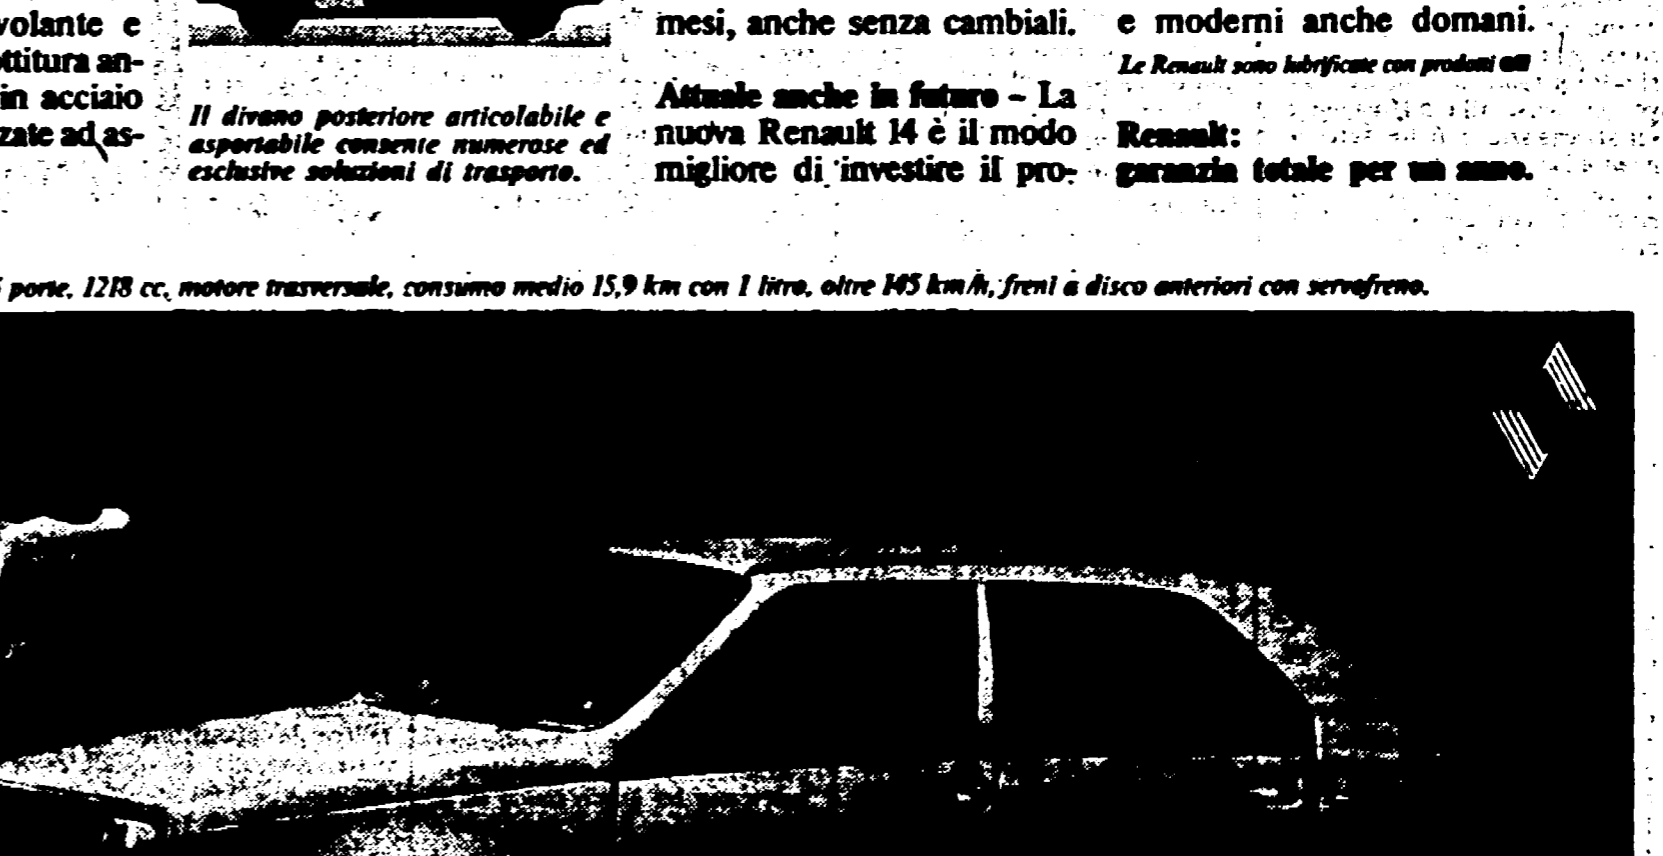 volante e
ottitura an-
in acciaio
zzate ad as-
Il divano posteriore articolabile e
asportabile consente numerose ed
esclusive soluzioni di trasporto.
mesi, anche senza cambiali.
Attuale anche in futuro – La
nuova Renault 14 è il modo
migliore di investire il pro-
e moderni anche domani.
Le Renault sono lubrificate con prodotti
Renault:
garanzia totale per un anno.
5 porte, 1218 cc, motore trasversale, consumo medio 15,9 km con 1 litro, oltre 145 km/h, freni a disco anteriori con servofreno.